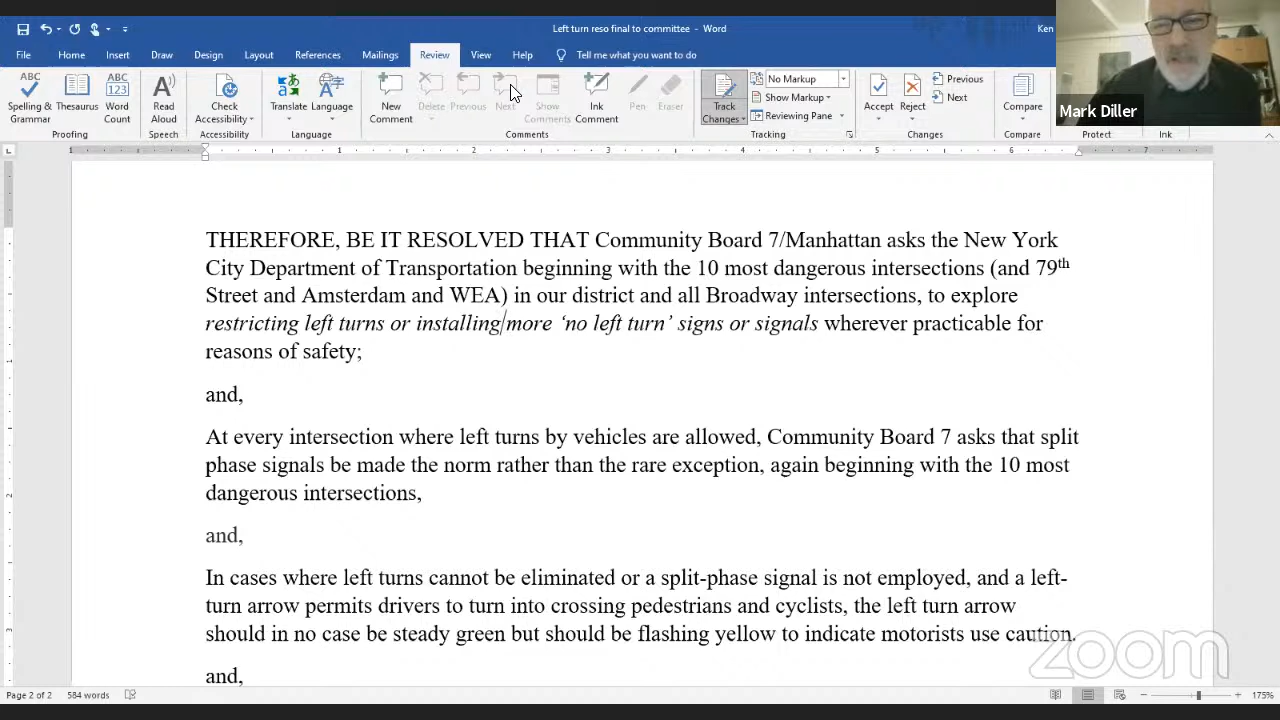 Left turn reso final to committee - Word
Ken
File Home Insert Draw Design Layout References Mailings Review View Help Tell me what you want to do
Spelling & Grammar
Thesaurus
Word Count
Read Aloud
Check Accessibility
Translate
Language
New Comment
Delete
Previous
Next
Show Comments
Ink Comment
Pen
Eraser
Track Changes
No Markup
Show Markup
Reviewing Pane
Accept
Reject
Previous
Next
Compare
Mark Diller
Proofing Speech Accessibility Language Comments Tracking Changes Compare Protect Ink
1 1 2 3 4 5 6 7
THEREFORE, BE IT RESOLVED THAT Community Board 7/Manhattan asks the New York
City Department of Transportation beginning with the 10 most dangerous intersections (and 79th
Street and Amsterdam and WEA) in our district and all Broadway intersections, to explore
restricting left turns or installing more ‘no left turn’ signs or signals wherever practicable for
reasons of safety;
and,
At every intersection where left turns by vehicles are allowed, Community Board 7 asks that split
phase signals be made the norm rather than the rare exception, again beginning with the 10 most
dangerous intersections,
and,
In cases where left turns cannot be eliminated or a split-phase signal is not employed, and a left-
turn arrow permits drivers to turn into crossing pedestrians and cyclists, the left turn arrow
should in no case be steady green but should be flashing yellow to indicate motorists use caution.
and,
zoom
Page 2 of 2 584 words 175%